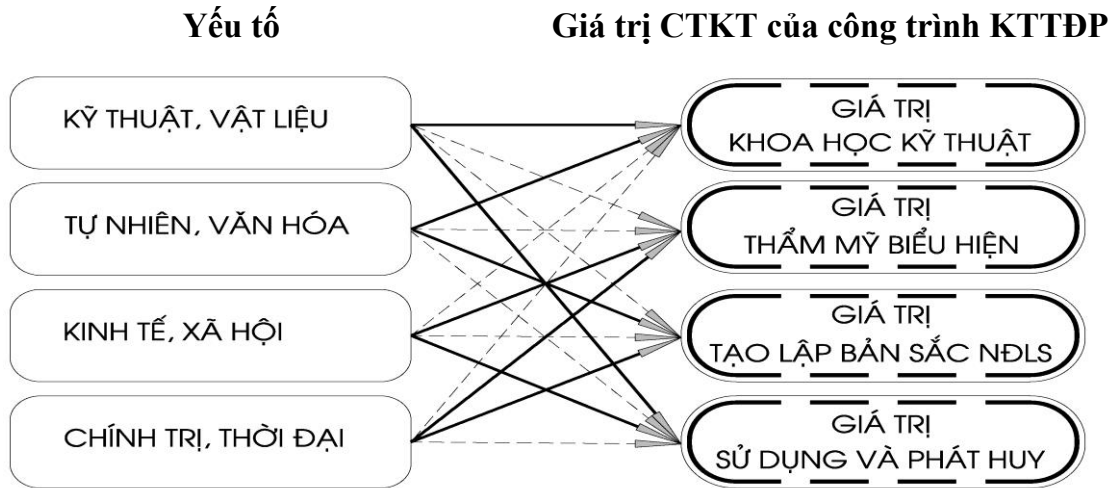 Yếu tố
Giá trị CTKT của công trình KTTĐP
KỸ THUẬT, VẬT LIỆU
TỰ NHIÊN, VĂN HÓA
KINH TẾ, XÃ HỘI
CHÍNH TRỊ, THỜI ĐẠI
GIÁ TRỊ
KHOA HỌC KỸ THUẬT
GIÁ TRỊ
THẨM MỸ BIỂU HIỆN
GIÁ TRỊ
TẠO LẬP BẢN SẮC NĐLS
GIÁ TRỊ
SỬ DỤNG VÀ PHÁT HUY